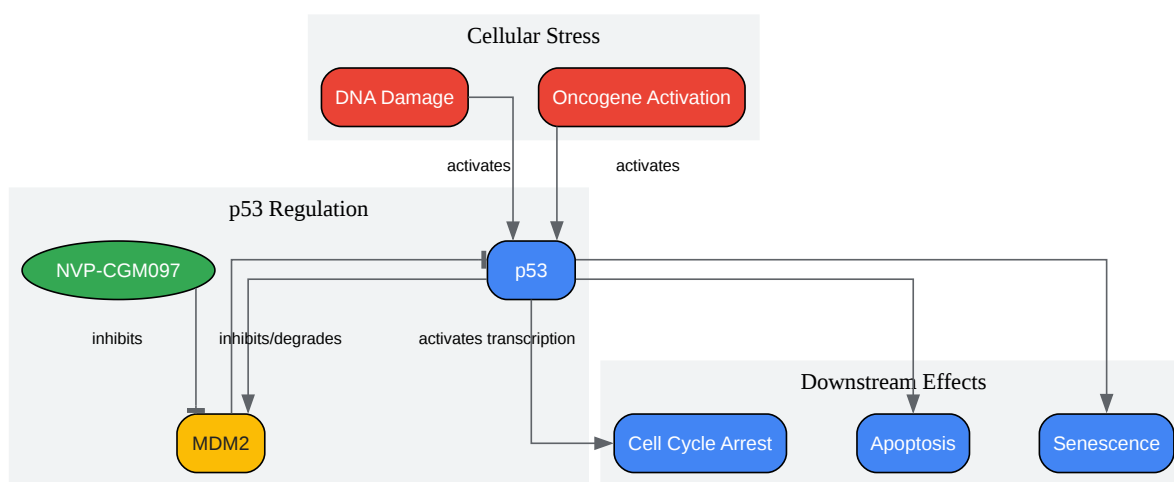 Cellular Stress
DNA Damage
Oncogene Activation
activates
activates
p53 Regulation
NVP-CGM097
p53
inhibits
inhibits/degrades
activates transcription
Downstream Effects
MDM2
Cell Cycle Arrest
Apoptosis
Senescence